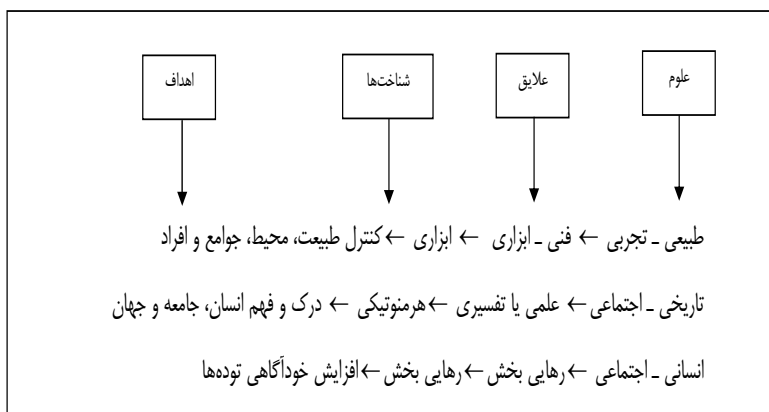 علوم علایق شناخت‌ها اهداف
طبیعی ـ تجربی ← فنی ـ ابزاری ← ابزاری ← کنترل طبیعت، محیط، جوامع و افراد
تاریخی ـ اجتماعی ← علمی یا تفسیری ← هرمنوتیکی ← درک و فهم انسان، جامعه و جهان
انسانی ـ اجتماعی ← رهایی بخش ← رهایی بخش ← افزایش خودآگاهی توده‌ها